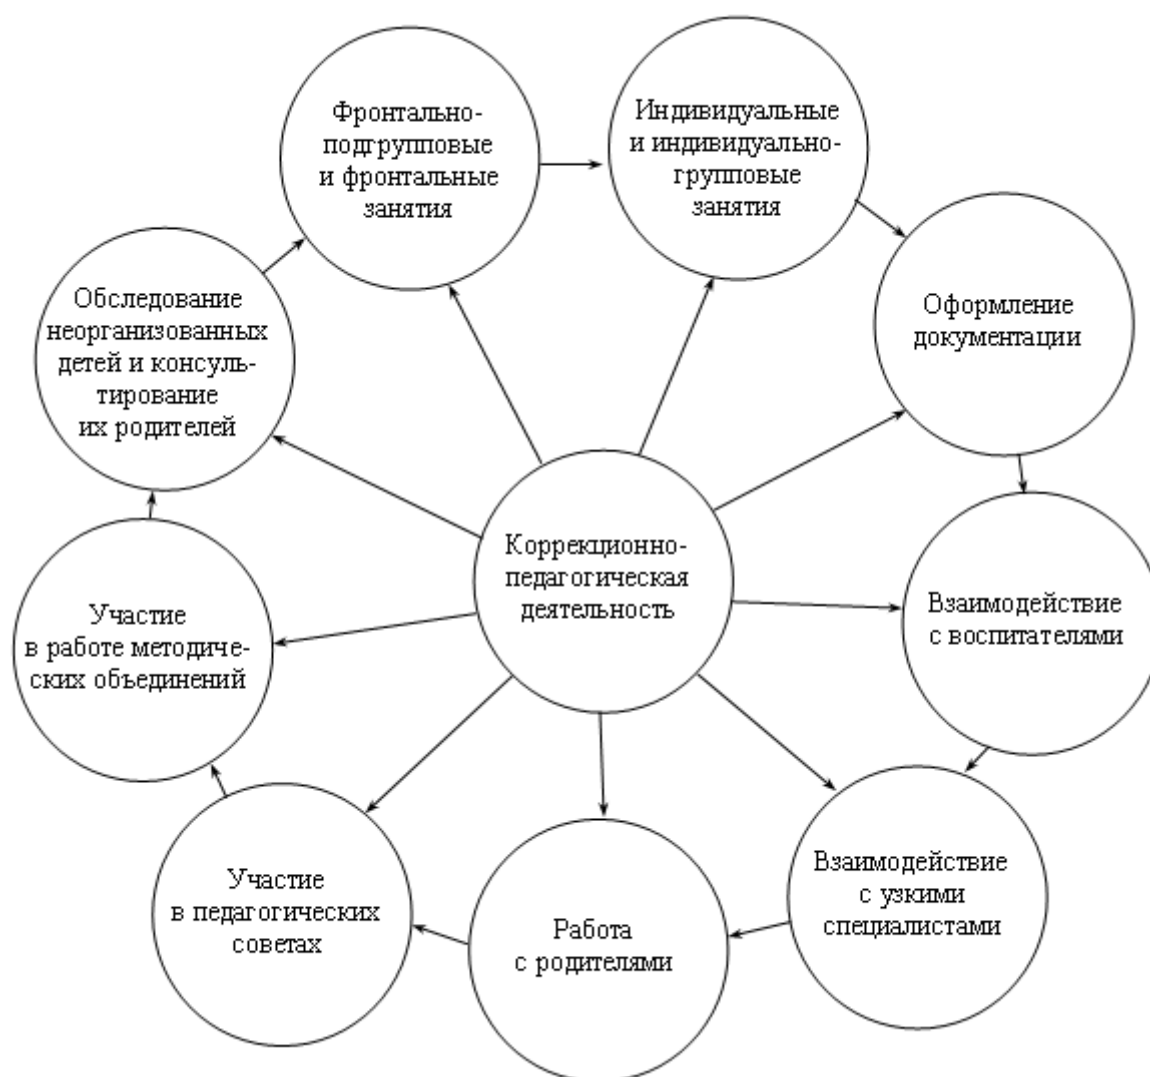 Фронтально-
подгрупповые
и фронтальные
занятия
Индивидуальные
и индивидуально-
групповые
занятия
Оформление
документации
Взаимодействие
с воспитателями
Взаимодействие
с узкими
специалистами
Работа
с родителями
Участие
в педагогических
советах
Участие
в работе методиче-
ских объединений
Обследование
неорганизованных
детей и консуль-
тирование
их родителей
Коррекционно-
педагогическая
деятельность